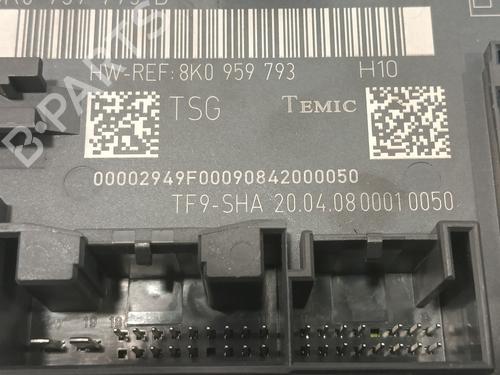 HW-REF: 8K0 959 793 H10
TSG TEMIC
00002949F00090842000050
TF9-SHA 20.04.08 0001 0050
B-PARTS